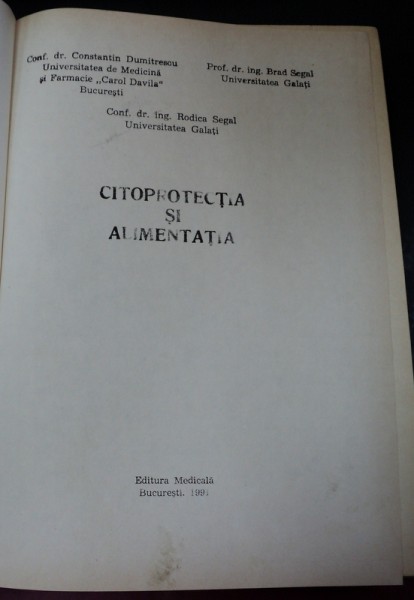 Conf. dr. Constantin Dumitrescu
Universitatea de Medicină
și Farmacie „Carol Davila"
București
Prof. dr. ing. Brad Segal
Universitatea Galați
Conf. dr. ing. Rodica Segal
Universitatea Galați
CITOPROTECȚIA
ȘI
ALIMENTAȚIA
Editura Medicală
București, 1991